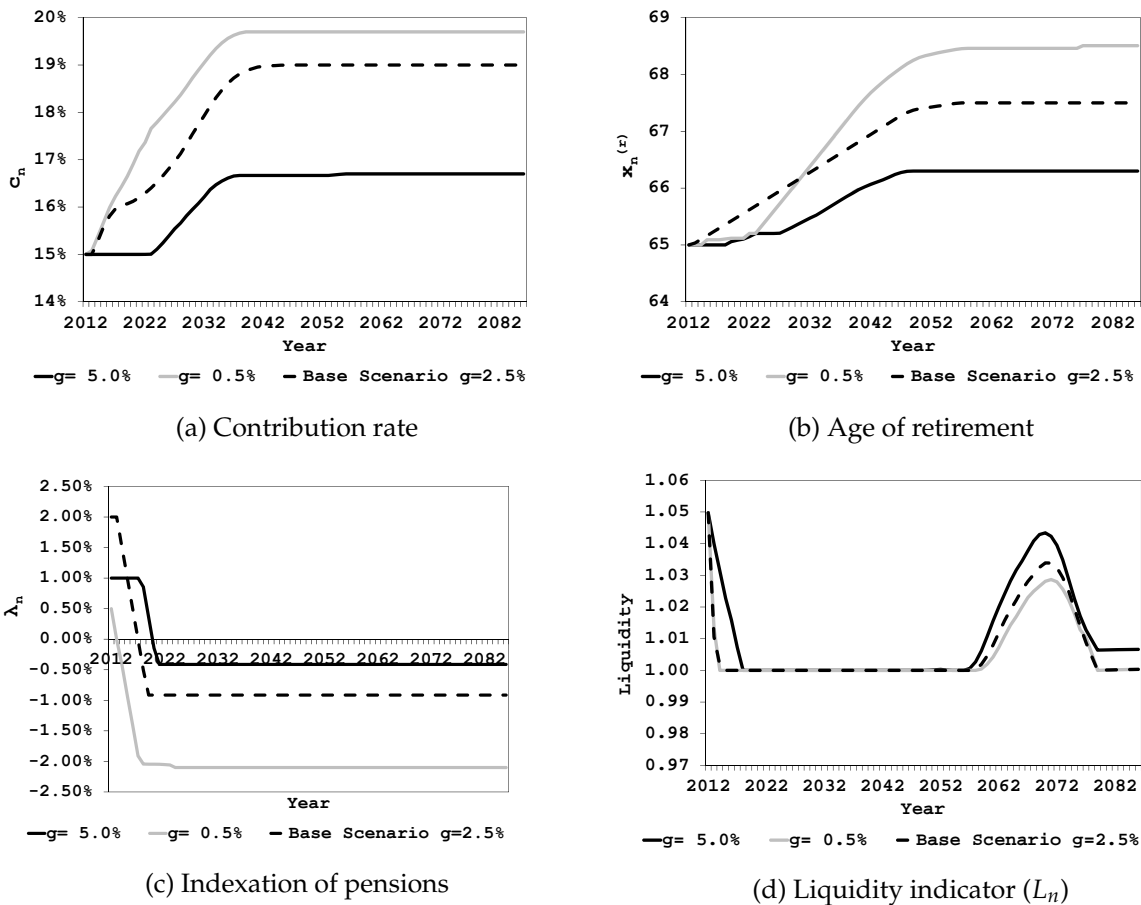 20%
19%
18%
17%
16%
15%
14%
c_n
2012 2022 2032 2042 2052 2062 2072 2082
Year
g= 5.0% g= 0.5% Base Scenario g=2.5%
(a) Contribution rate
69
68
67
66
65
64
x_n^(r)
2012 2022 2032 2042 2052 2062 2072 2082
Year
g= 5.0% g= 0.5% Base Scenario g=2.5%
(b) Age of retirement
2.50%
2.00%
1.50%
1.00%
0.50%
0.00%
-0.50%
-1.00%
-1.50%
-2.00%
-2.50%
λ_n
2012 2022 2032 2042 2052 2062 2072 2082
Year
g= 5.0% g= 0.5% Base Scenario g=2.5%
(c) Indexation of pensions
1.06
1.05
1.04
1.03
1.02
1.01
1.00
0.99
0.98
0.97
Liquidity
2012 2022 2032 2042 2052 2062 2072 2082
Year
g= 5.0% g= 0.5% Base Scenario g=2.5%
(d) Liquidity indicator (L_n)